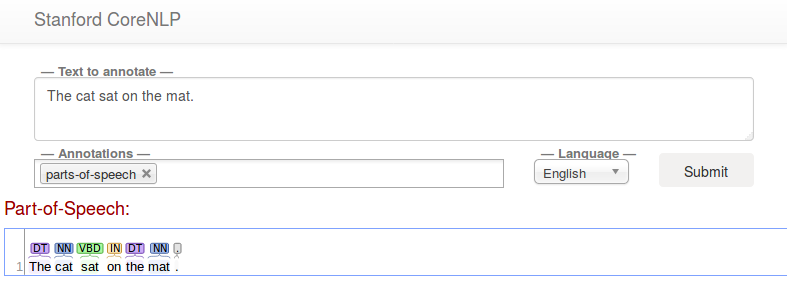 Stanford CoreNLP
— Text to annotate —
The cat sat on the mat.
— Annotations — — Language —
parts-of-speech × English Submit
Part-of-Speech:
DT NN VBD IN DT NN .
1 The cat sat on the mat .